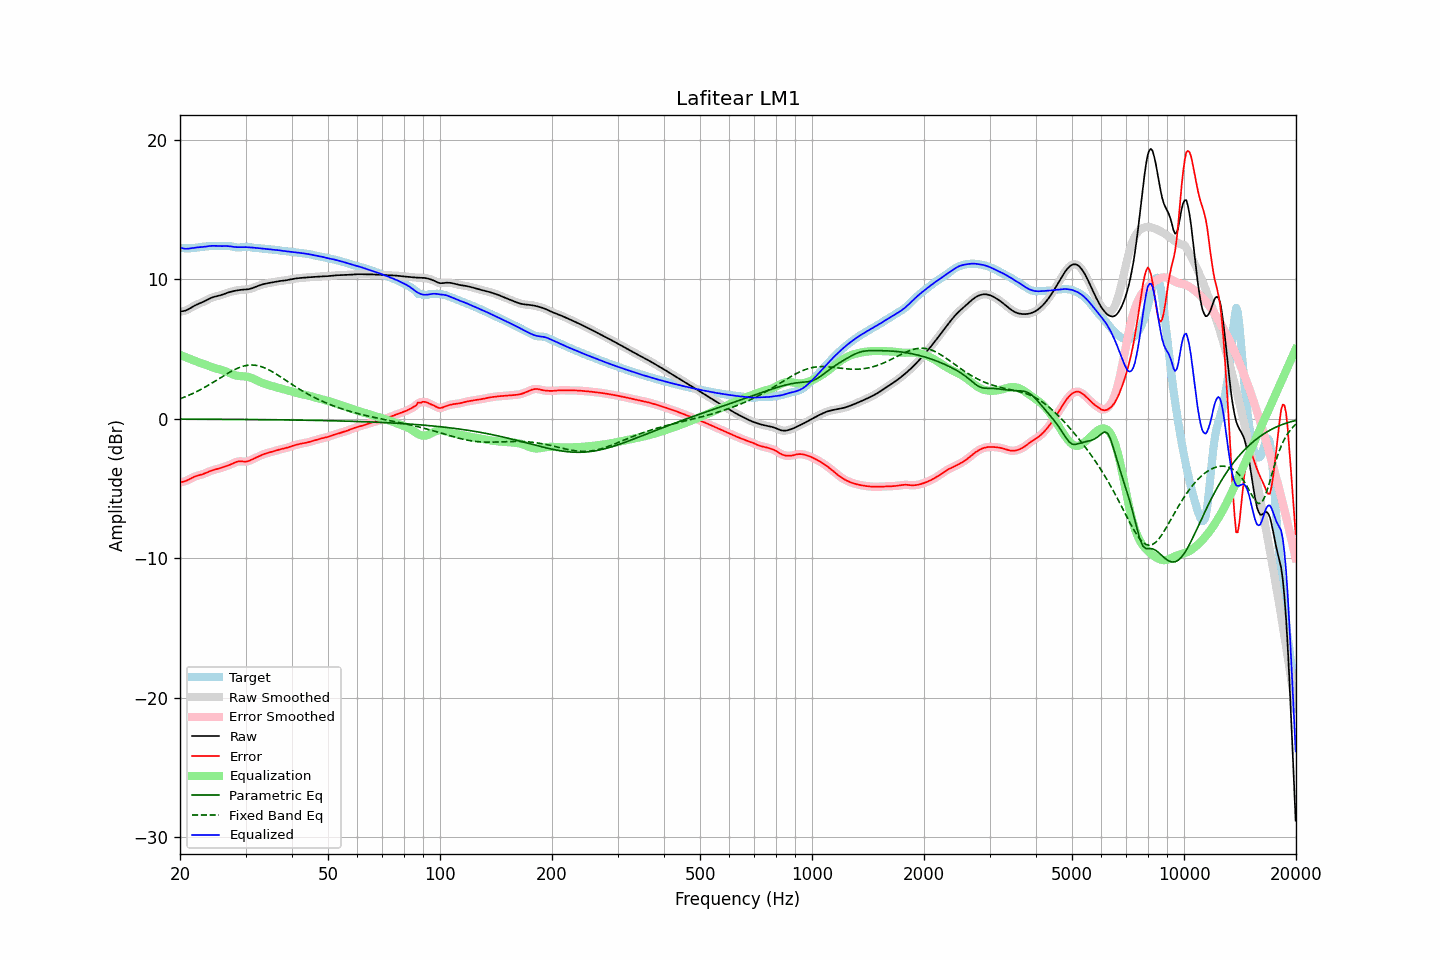 Lafitear LM1
Amplitude (dBr)
20
10
0
−10
−20
−30
Target
Raw Smoothed
Error Smoothed
Raw
Error
Equalization
Parametric Eq
Fixed Band Eq
Equalized
20 50 100 200 500 1000 2000 5000 10000 20000
Frequency (Hz)